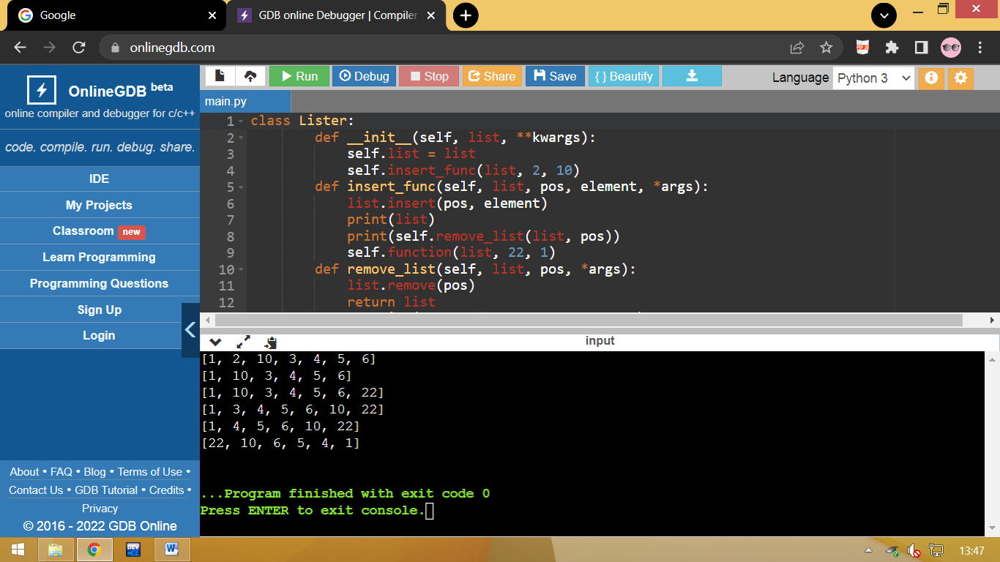 Google
GDB online Debugger | Compiler
onlinegdb.com
OnlineGDB beta
online compiler and debugger for c/c++
code. compile. run. debug. share.
IDE
My Projects
Classroom new
Learn Programming
Programming Questions
Sign Up
Login
About • FAQ • Blog • Terms of Use •
Contact Us • GDB Tutorial • Credits •
Privacy
© 2016 - 2022 GDB Online
Run Debug Stop Share Save { } Beautify
Language Python 3
main.py
1 class Lister:
2 def __init__(self, list, **kwargs):
3 self.list = list
4 self.insert_func(list, 2, 10)
5 def insert_func(self, list, pos, element, *args):
6 list.insert(pos, element)
7 print(list)
8 print(self.remove_list(list, pos))
9 self.function(list, 22, 1)
10 def remove_list(self, list, pos, *args):
11 list.remove(pos)
12 return list
input
[1, 2, 10, 3, 4, 5, 6]
[1, 10, 3, 4, 5, 6]
[1, 10, 3, 4, 5, 6, 22]
[1, 3, 4, 5, 6, 10, 22]
[1, 4, 5, 6, 10, 22]
[22, 10, 6, 5, 4, 1]
...Program finished with exit code 0
Press ENTER to exit console.
DEV
W
13:47